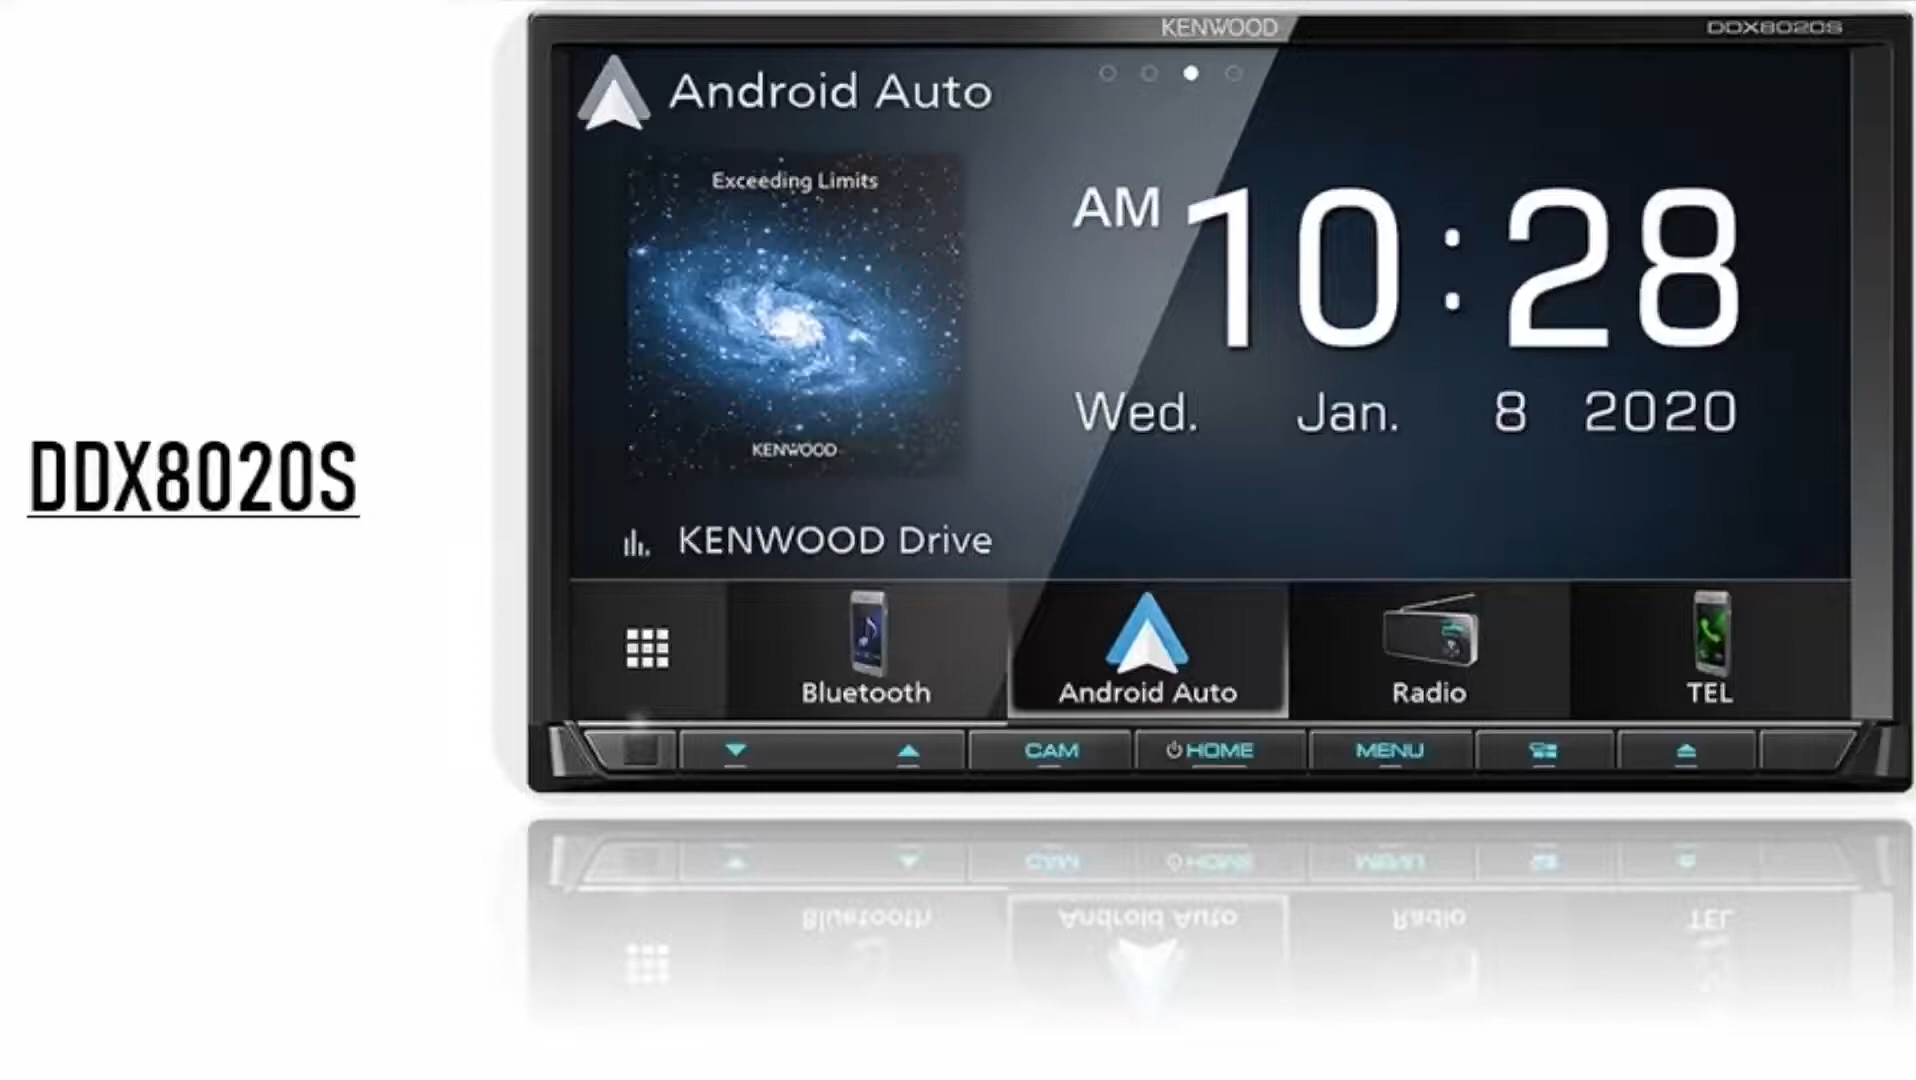 KENWOOD
DDX8020S
Android Auto
Exceeding Limits
AM 10:28
Wed. Jan. 8 2020
DDX8020S
KENWOOD
KENWOOD Drive
Bluetooth
Android Auto
Radio
TEL
CAM
HOME
MENU